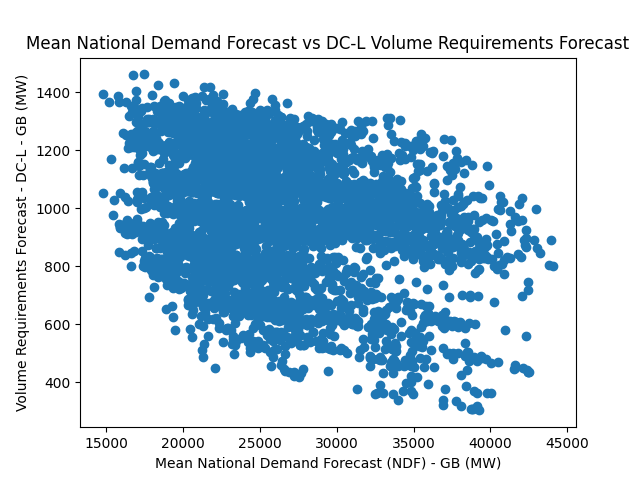 Mean National Demand Forecast vs DC-L Volume Requirements Forecast
Volume Requirements Forecast - DC-L - GB (MW)
1400
1200
1000
800
600
400
15000 20000 25000 30000 35000 40000 45000
Mean National Demand Forecast (NDF) - GB (MW)